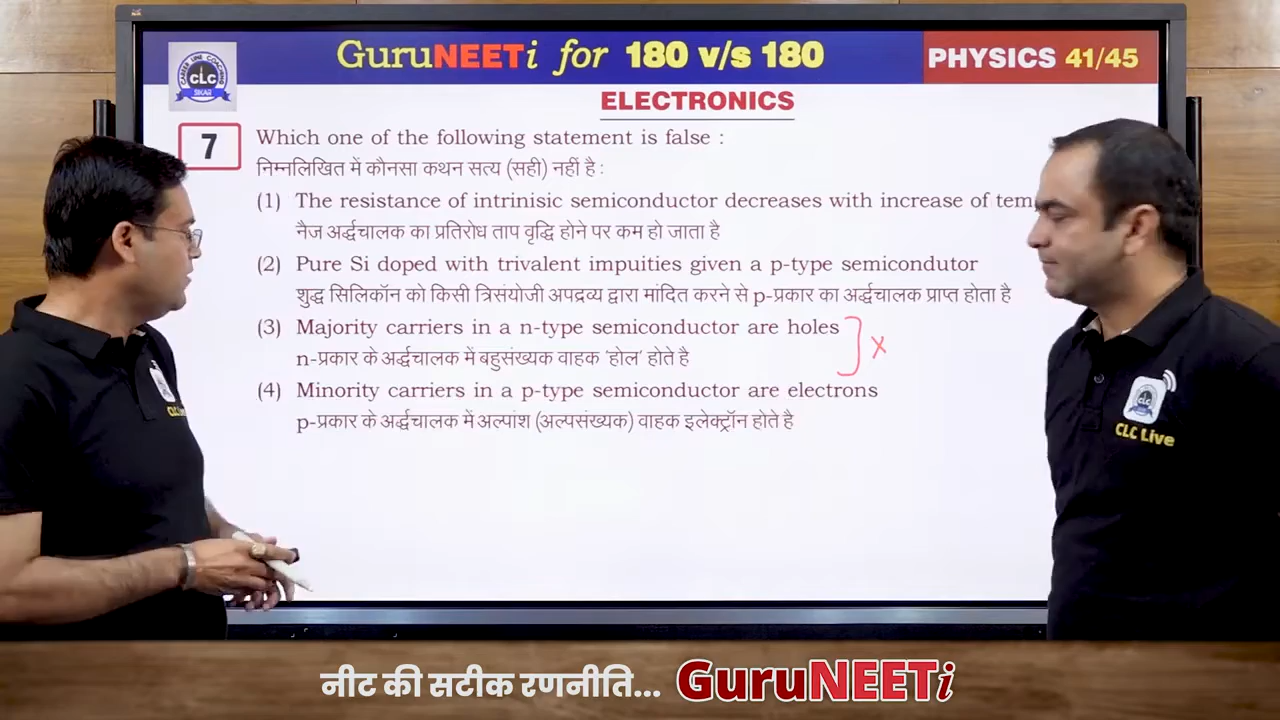 GuruNEETi for 180 v/s 180
PHYSICS 41/45
CLC
SIKAR
ELECTRONICS
7
Which one of the following statement is false :
निम्नलिखित में कौनसा कथन सत्य (सही) नहीं है :
(1) The resistance of intrinisic semiconductor decreases with increase of tem
नैज अर्द्धचालक का प्रतिरोध ताप वृद्धि होने पर कम हो जाता है
(2) Pure Si doped with trivalent impuities given a p-type semicondutor
शुद्ध सिलिकॉन को किसी त्रिसंयोजी अपद्रव्य द्वारा मांदित करने से p-प्रकार का अर्द्धचालक प्राप्त होता है
(3) Majority carriers in a n-type semiconductor are holes
n-प्रकार के अर्द्धचालक में बहुसंख्यक वाहक ‘होल’ होते है
x
(4) Minority carriers in a p-type semiconductor are electrons
p-प्रकार के अर्द्धचालक में अल्पांश (अल्पसंख्यक) वाहक इलेक्ट्रॉन होते है
CLC
CLC Live
नीट की सटीक रणनीति... GuruNEETi